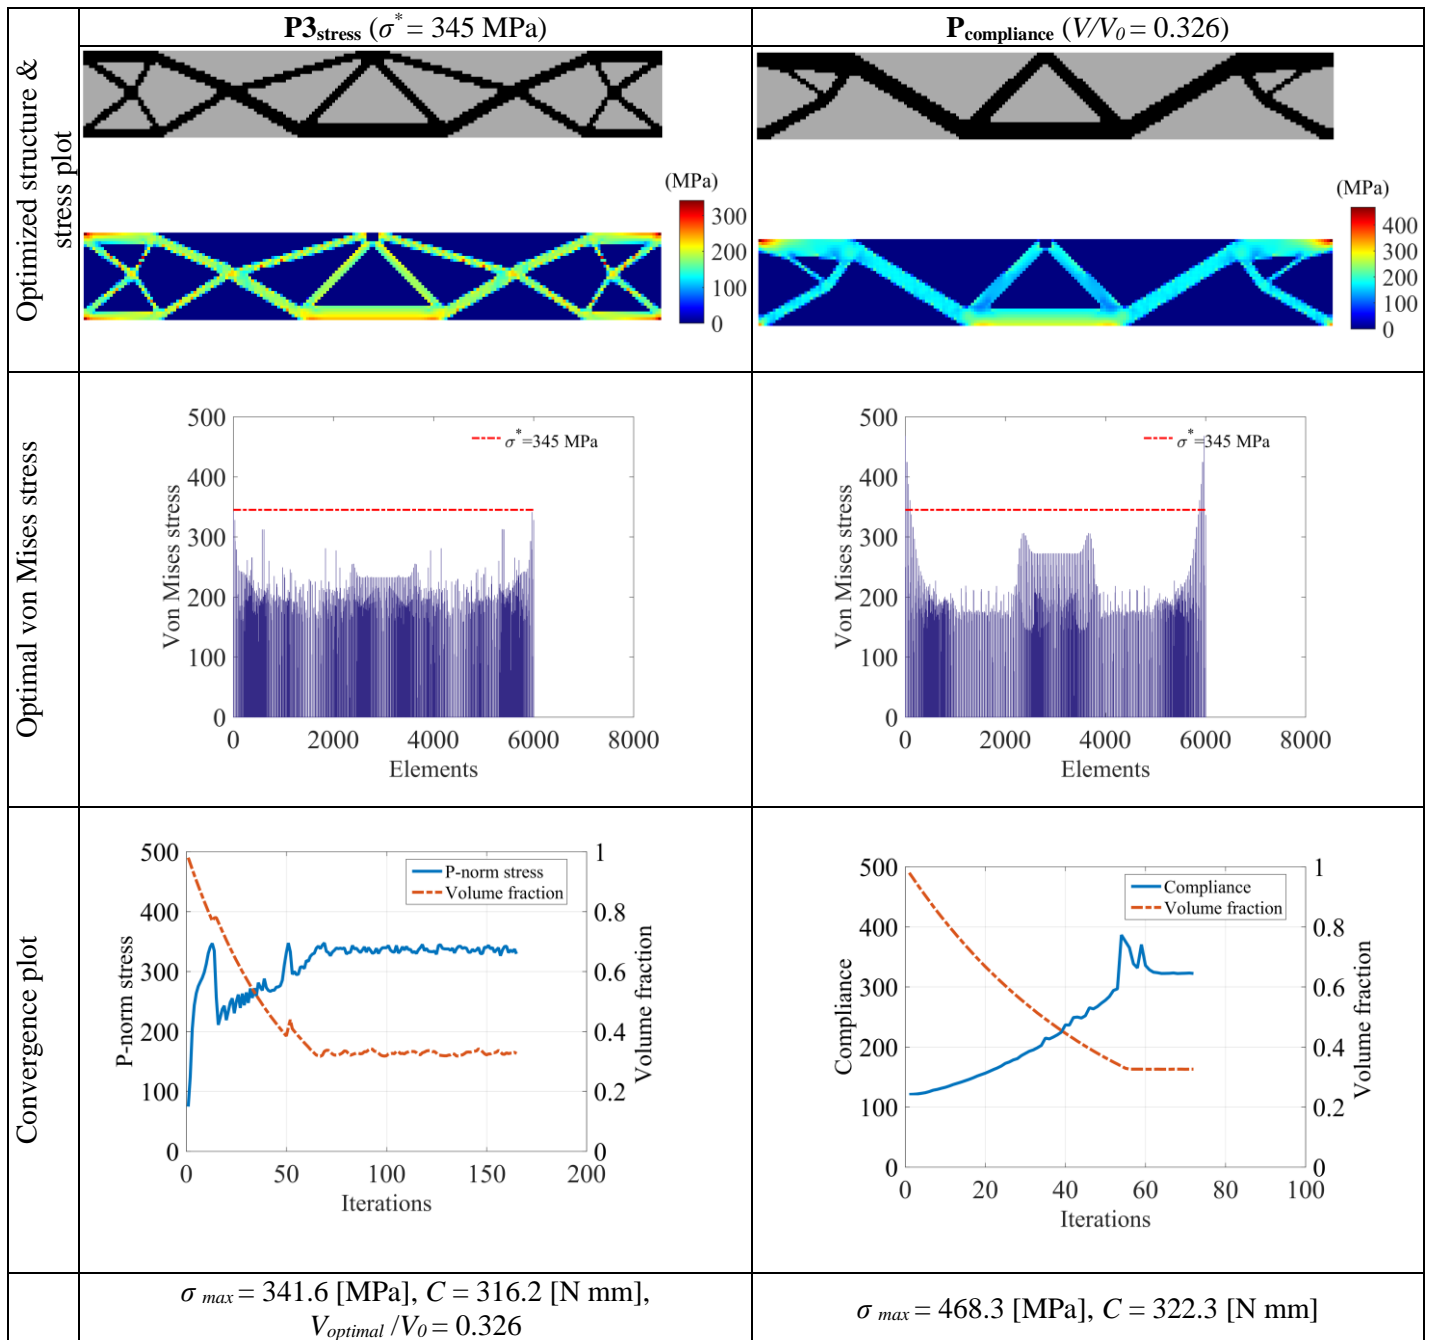 P3stress (σ* = 345 MPa)
Pcompliance (V/V0 = 0.326)
Optimized structure &
stress plot
(MPa)
300
200
100
0
(MPa)
400
300
200
100
0
Optimal von Mises stress
500
400
300
200
100
0
0 2000 4000 6000 8000
Von Mises stress
Elements
σ*=345 MPa
500
400
300
200
100
0
0 2000 4000 6000 8000
Von Mises stress
Elements
σ*=345 MPa
Convergence plot
500
400
300
200
100
0
P-norm stress
P-norm stress
Volume fraction
1
0.8
0.6
0.4
0.2
0
Volume fraction
0 50 100 150 200
Iterations
500
400
300
200
100
0
Compliance
Compliance
Volume fraction
1
0.8
0.6
0.4
0.2
0
Volume fraction
0 20 40 60 80 100
Iterations
σ max = 341.6 [MPa], C = 316.2 [N mm],
Voptimal /V0 = 0.326
σ max = 468.3 [MPa], C = 322.3 [N mm]